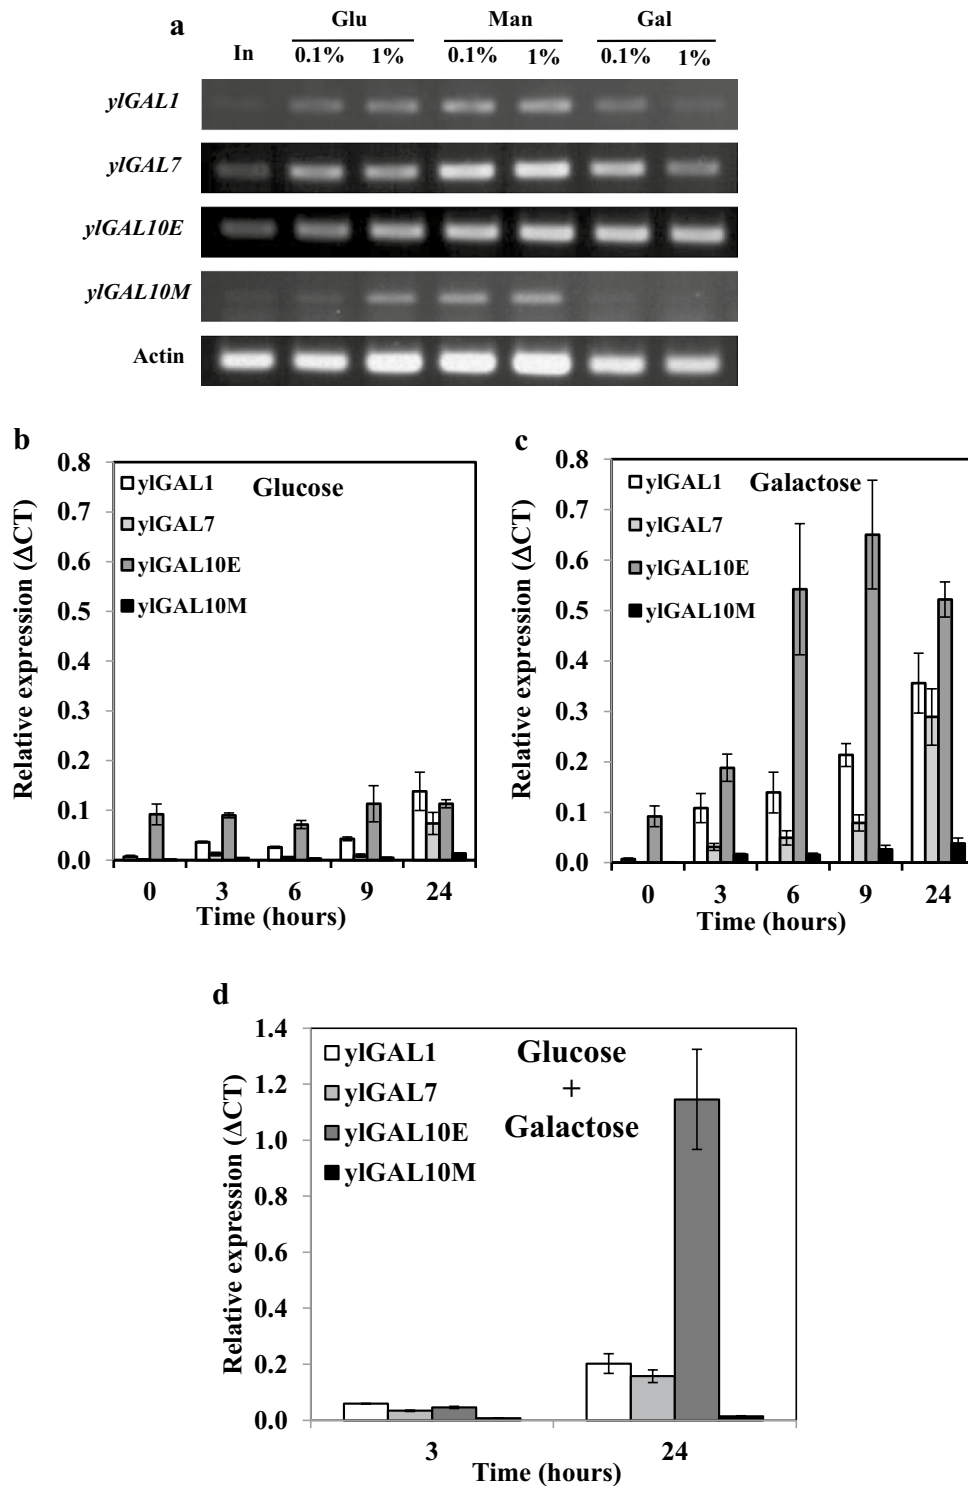 a
Glu Man Gal
In 0.1% 1% 0.1% 1% 0.1% 1%
ylGAL1
ylGAL7
ylGAL10E
ylGAL10M
Actin
b
Relative expression (ΔCT)
0.8
0.7
0.6
0.5
0.4
0.3
0.2
0.1
0.0
ylGAL1
ylGAL7
ylGAL10E
ylGAL10M
Glucose
0 3 6 9 24
Time (hours)
c
Relative expression (ΔCT)
0.8
0.7
0.6
0.5
0.4
0.3
0.2
0.1
0.0
ylGAL1
ylGAL7
ylGAL10E
ylGAL10M
Galactose
0 3 6 9 24
Time (hours)
d
Relative expression (ΔCT)
1.4
1.2
1.0
0.8
0.6
0.4
0.2
0.0
ylGAL1
ylGAL7
ylGAL10E
ylGAL10M
Glucose
+
Galactose
3 24
Time (hours)